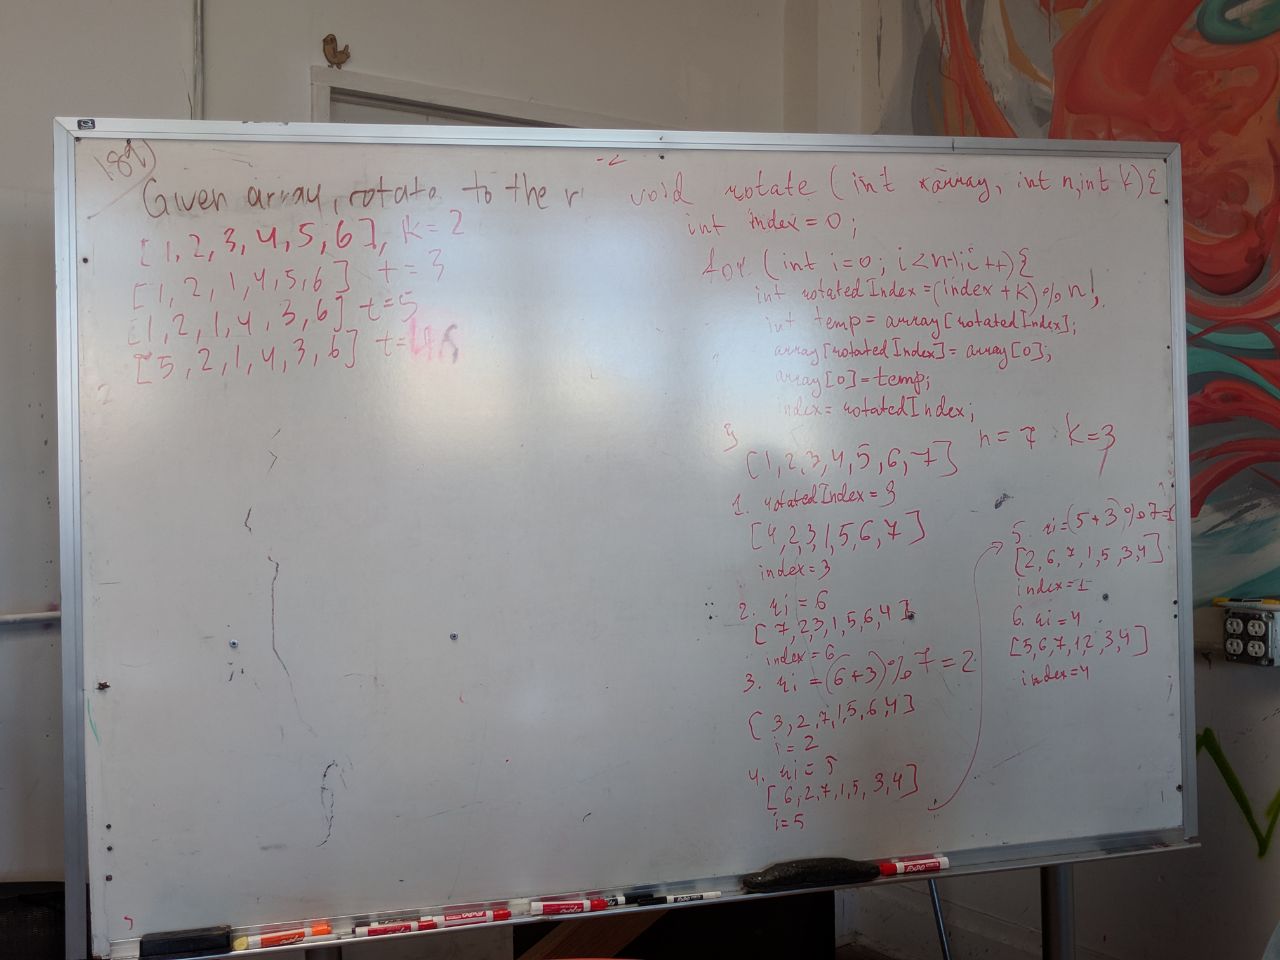 189)
Given array, rotate to the r
[1, 2, 3, 4, 5, 6], k=2
[1, 2, 1, 4, 5, 6] t=3
[1, 2, 1, 4, 3, 6] t=5
[5, 2, 1, 4, 3, 6] t=
void rotate (int *array, int n, int k){
int index = 0;
for (int i=0; i<n-1; i++){
int rotatedIndex = (index + k) % n;
int temp = array[rotatedIndex];
array[rotatedIndex] = array[0];
array[0] = temp;
index = rotatedIndex;
}
[1, 2, 3, 4, 5, 6, 7] n=7 k=3
1. rotatedIndex = 3
[4, 2, 3, 1, 5, 6, 7]
index = 3
2. ri = 6
[7, 2, 3, 1, 5, 6, 4]
index = 6
3. ri = (6+3)%7 = 2
[3, 2, 7, 1, 5, 6, 4]
i = 2
4. ri = 5
[6, 2, 7, 1, 5, 3, 4]
i = 5
5. ri = (5+3)%7=1
[2, 6, 7, 1, 5, 3, 4]
index=1
6. ri = 4
[5, 6, 7, 1, 2, 3, 4]
index=4
EXPO